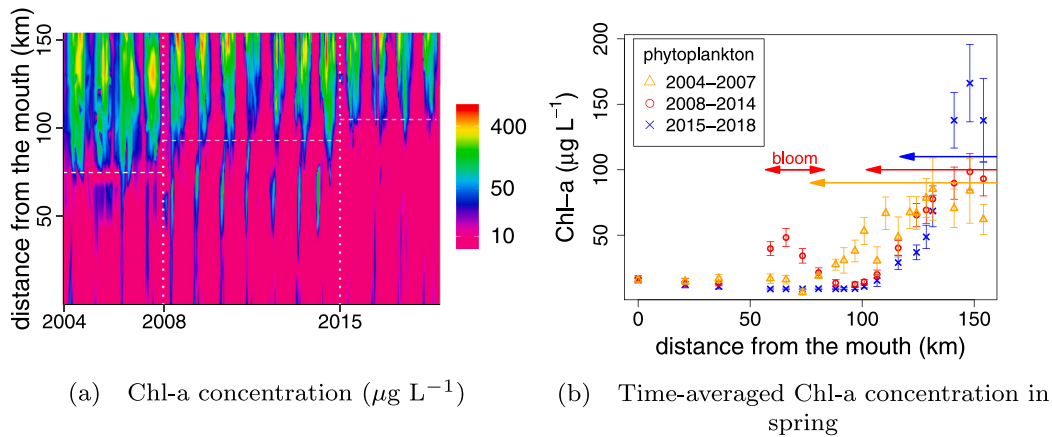 distance from the mouth (km)
150
100
50
2004
2008
2015
400
50
10
(a) Chl-a concentration (μg L⁻¹)
Chl–a (μg L⁻¹)
200
150
100
50
0
50
100
150
distance from the mouth (km)
phytoplankton
2004–2007
2008–2014
2015–2018
bloom
(b) Time-averaged Chl-a concentration in
spring